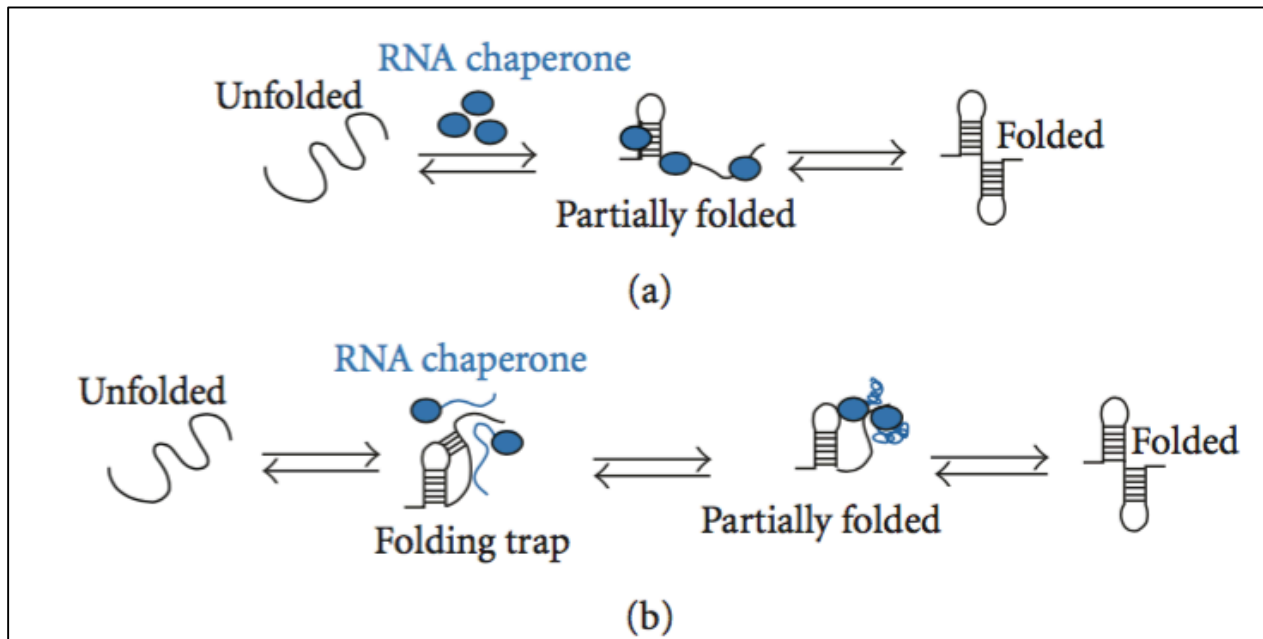 RNA chaperone
Unfolded
Folded
Partially folded
(a)
RNA chaperone
Unfolded
Folded
Folding trap
Partially folded
(b)